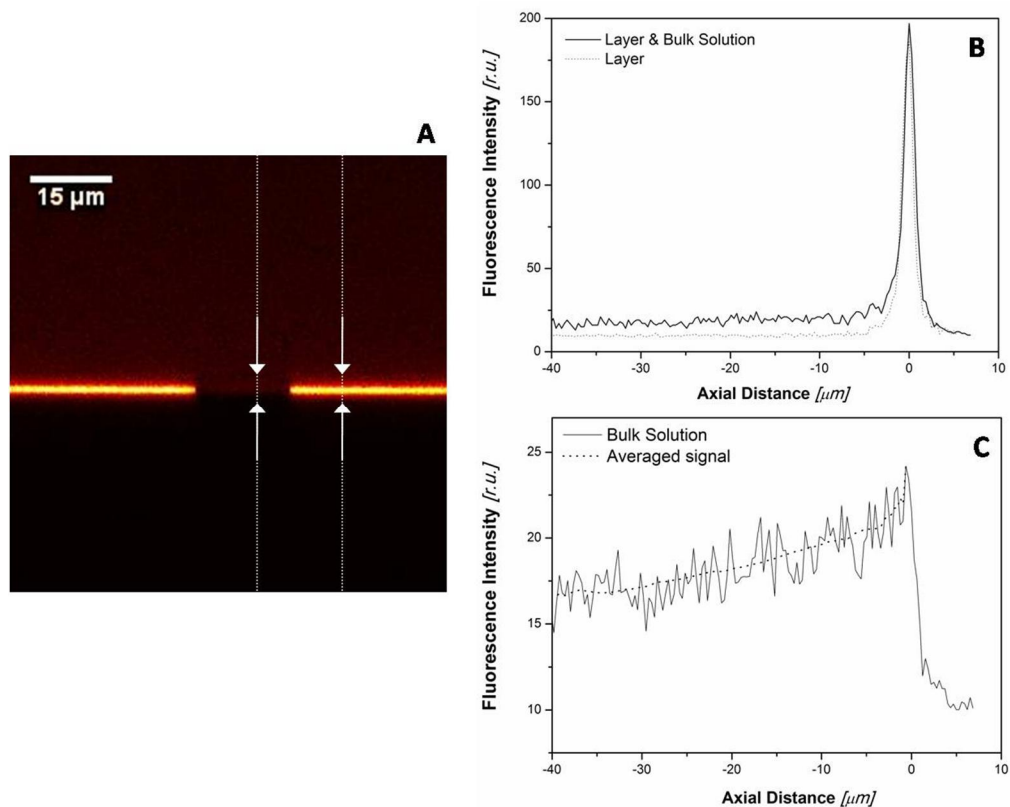 A
15 μm
B
Layer & Bulk Solution
Layer
200
150
100
50
0
Fluorescence Intensity [r.u.]
-40
-30
-20
-10
0
10
Axial Distance [μm]
C
Bulk Solution
Averaged signal
25
20
15
10
Fluorescence Intensity [r.u.]
-40
-30
-20
-10
0
10
Axial Distance [μm]